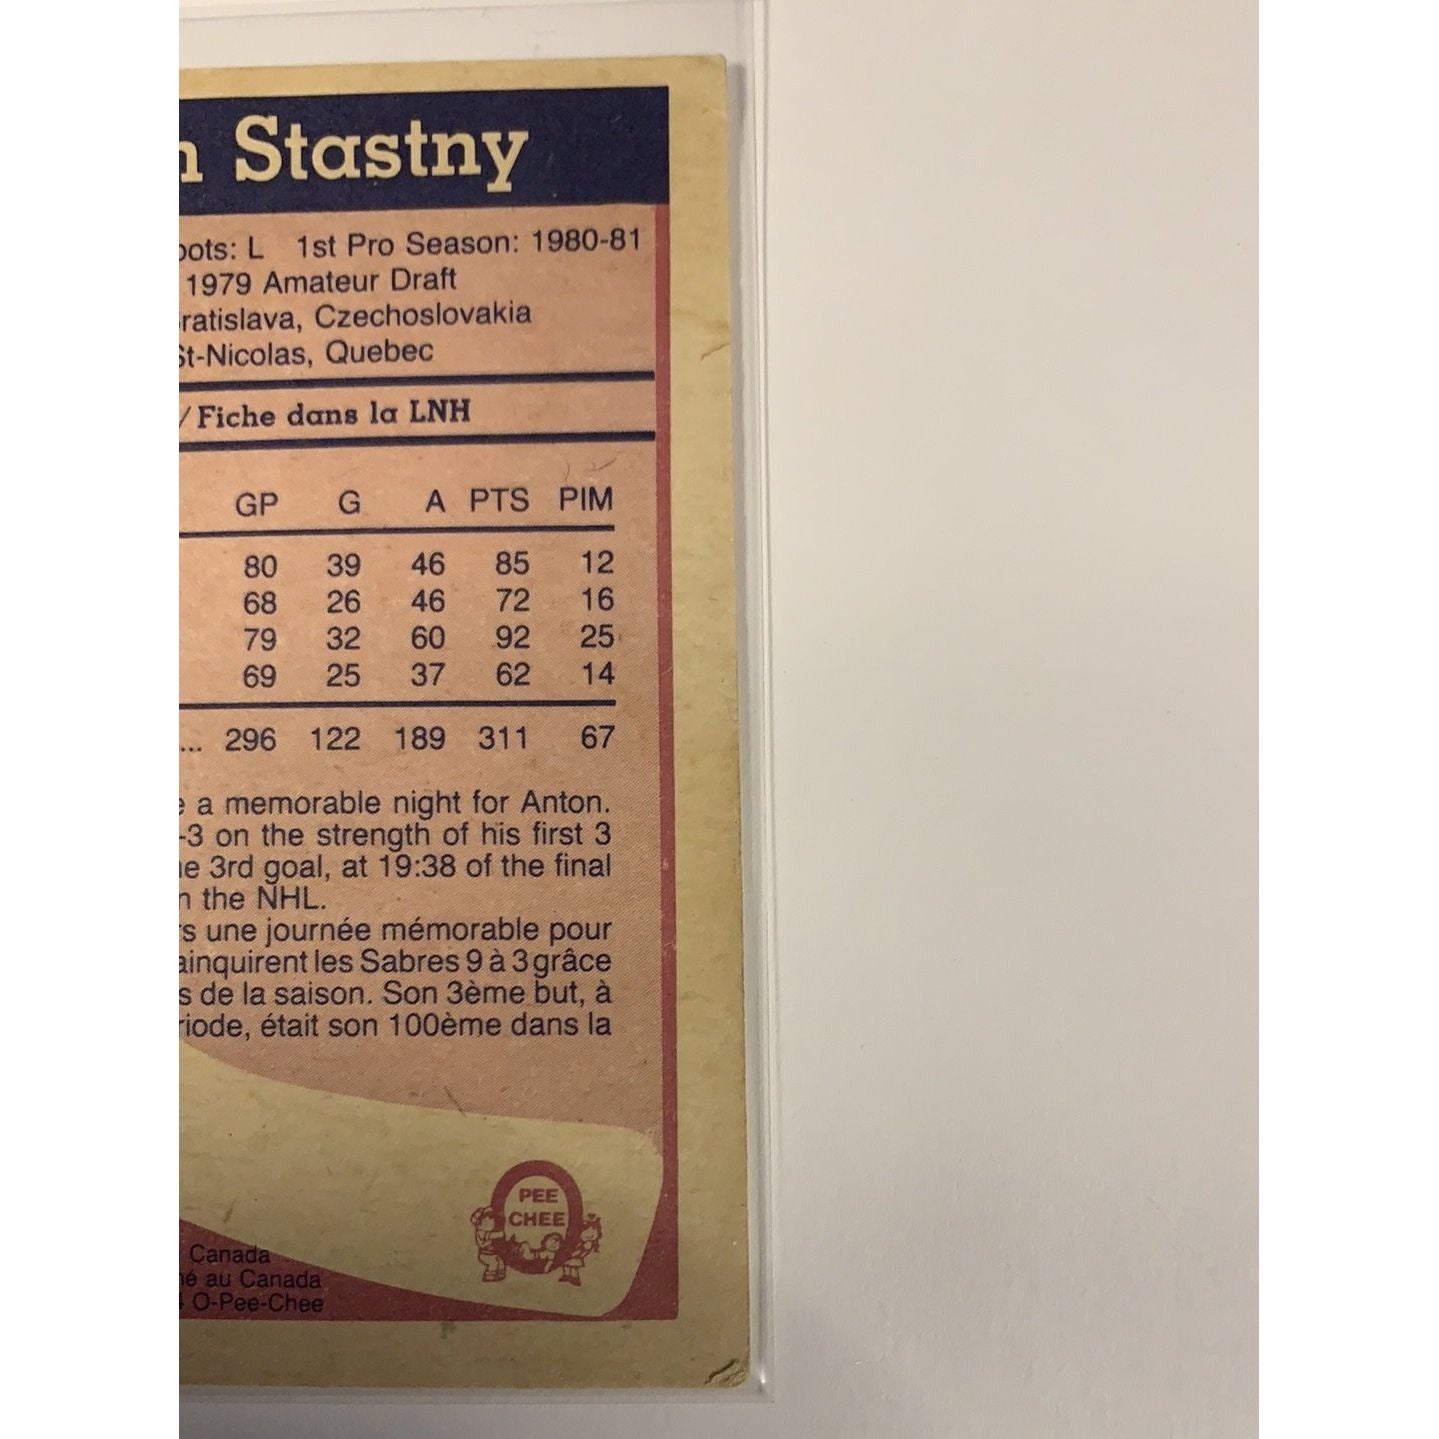 Stastny
L 1st Pro Season: 1980-81
1979 Amateur Draft
ratislava, Czechoslovakia
St-Nicolas, Quebec
/Fiche dans la LNH
GP G A PTS PIM
80 39 46 85 12
68 26 46 72 16
79 32 60 92 25
69 25 37 62 14
... 296 122 189 311 67
a memorable night for Anton.
-3 on the strength of his first 3
3rd goal, at 19:38 of the final
the NHL.
une journée mémorable pour
ainquirent les Sabres 9 à 3 grâce
s de la saison. Son 3ème but, à
riode, était son 100ème dans la
PEE
CHEE
Canada
é au Canada
O-Pee-Chee